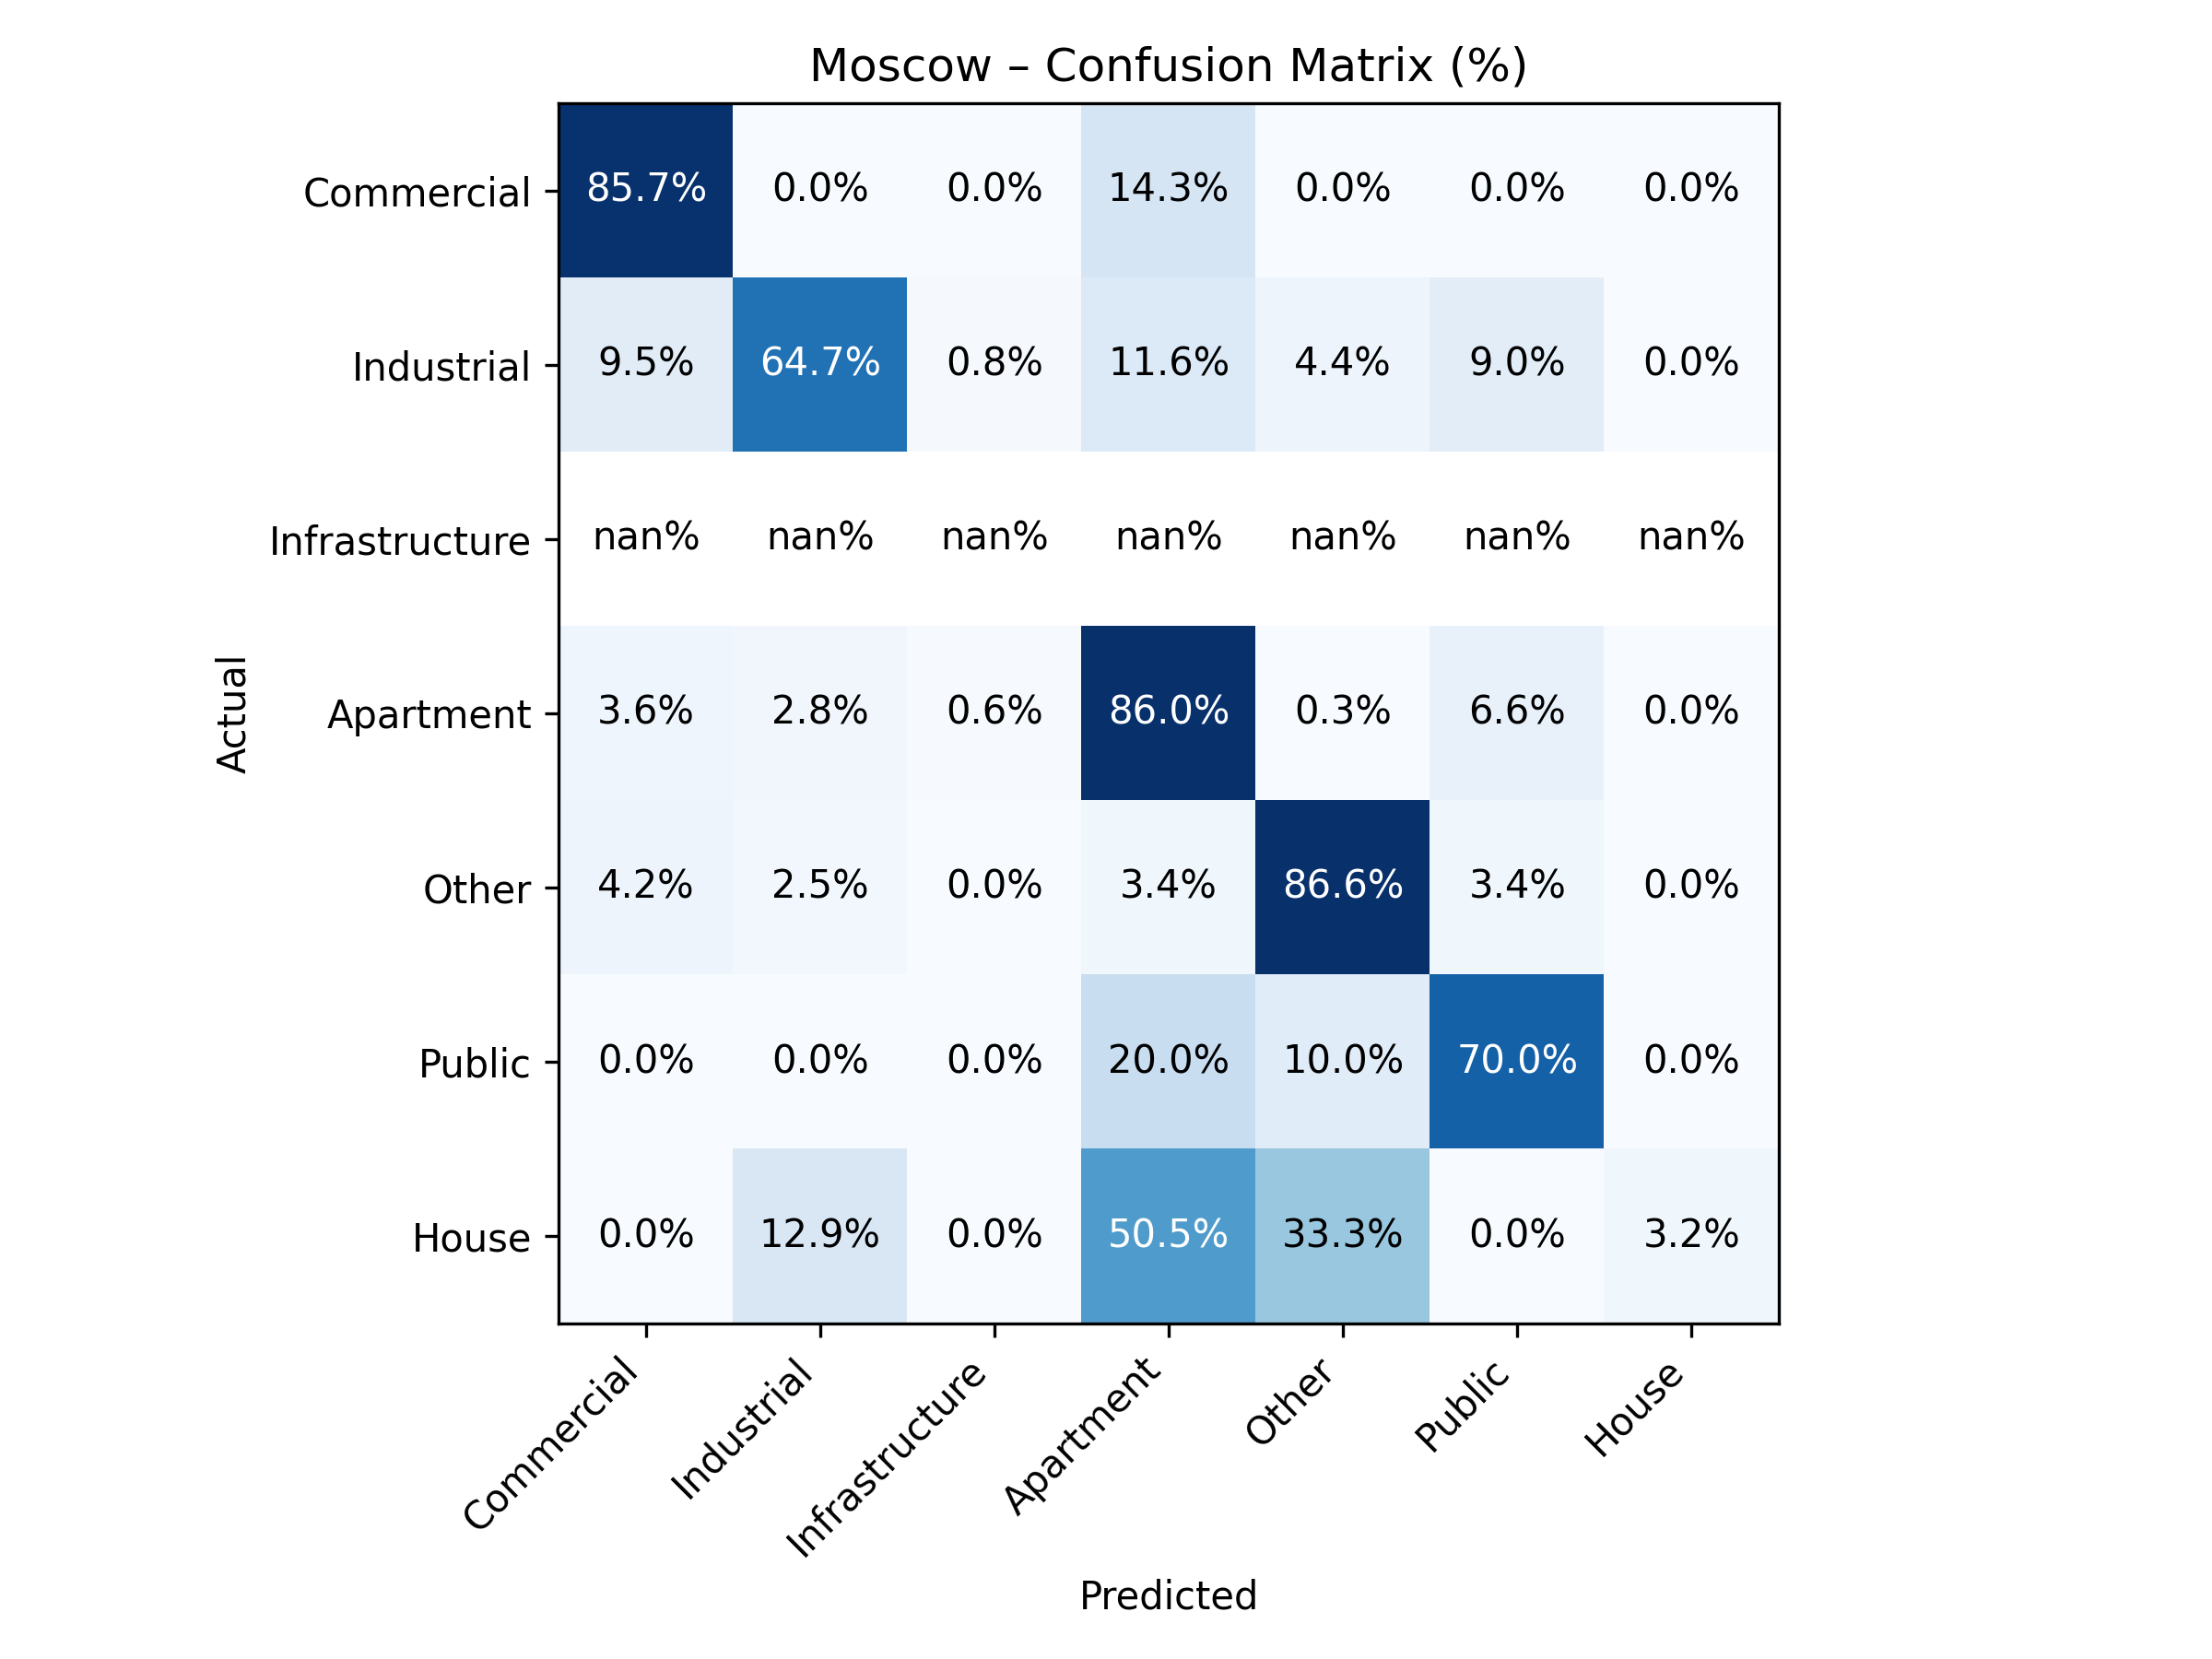 Moscow – Confusion Matrix (%)
Commercial 85.7% 0.0% 0.0% 14.3% 0.0% 0.0% 0.0%
Industrial 9.5% 64.7% 0.8% 11.6% 4.4% 9.0% 0.0%
Infrastructure nan% nan% nan% nan% nan% nan% nan%
Apartment 3.6% 2.8% 0.6% 86.0% 0.3% 6.6% 0.0%
Other 4.2% 2.5% 0.0% 3.4% 86.6% 3.4% 0.0%
Public 0.0% 0.0% 0.0% 20.0% 10.0% 70.0% 0.0%
House 0.0% 12.9% 0.0% 50.5% 33.3% 0.0% 3.2%
Actual
Commercial Industrial Infrastructure Apartment Other Public House
Predicted